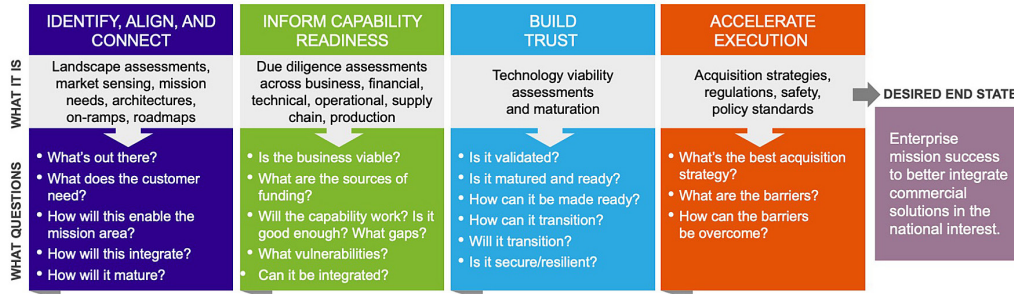 IDENTIFY, ALIGN, AND
CONNECT
INFORM CAPABILITY
READINESS
BUILD
TRUST
ACCELERATE
EXECUTION
WHAT IT IS
Landscape assessments,
market sensing, mission
needs, architectures,
on-ramps, roadmaps
Due diligence assessments
across business, financial,
technical, operational, supply
chain, production
Technology viability
assessments
and maturation
Acquisition strategies,
regulations, safety,
policy standards
DESIRED END STATE
WHAT QUESTIONS
• What's out there?
• What does the customer
need?
• How will this enable the
mission area?
• How will this integrate?
• How will it mature?
• Is the business viable?
• What are the sources of
funding?
• Will the capability work? Is it
good enough? What gaps?
• What vulnerabilities?
• Can it be integrated?
• Is it validated?
• Is it matured and ready?
• How can it be made ready?
• How can it transition?
• Will it transition?
• Is it secure/resilient?
• What's the best acquisition
strategy?
• What are the barriers?
• How can the barriers
be overcome?
Enterprise
mission success
to better integrate
commercial
solutions in the
national interest.